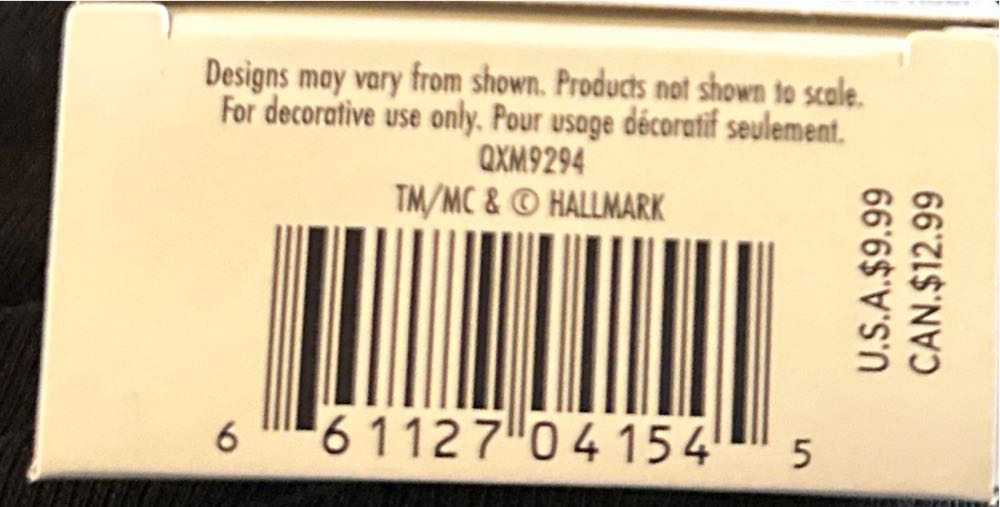 Designs may vary from shown. Products not shown to scale.
For decorative use only. Pour usage décoratif seulement.
QXM9294
TM/MC & © HALLMARK
U.S.A.$9.99
CAN.$12.99
6 61127 04154 5